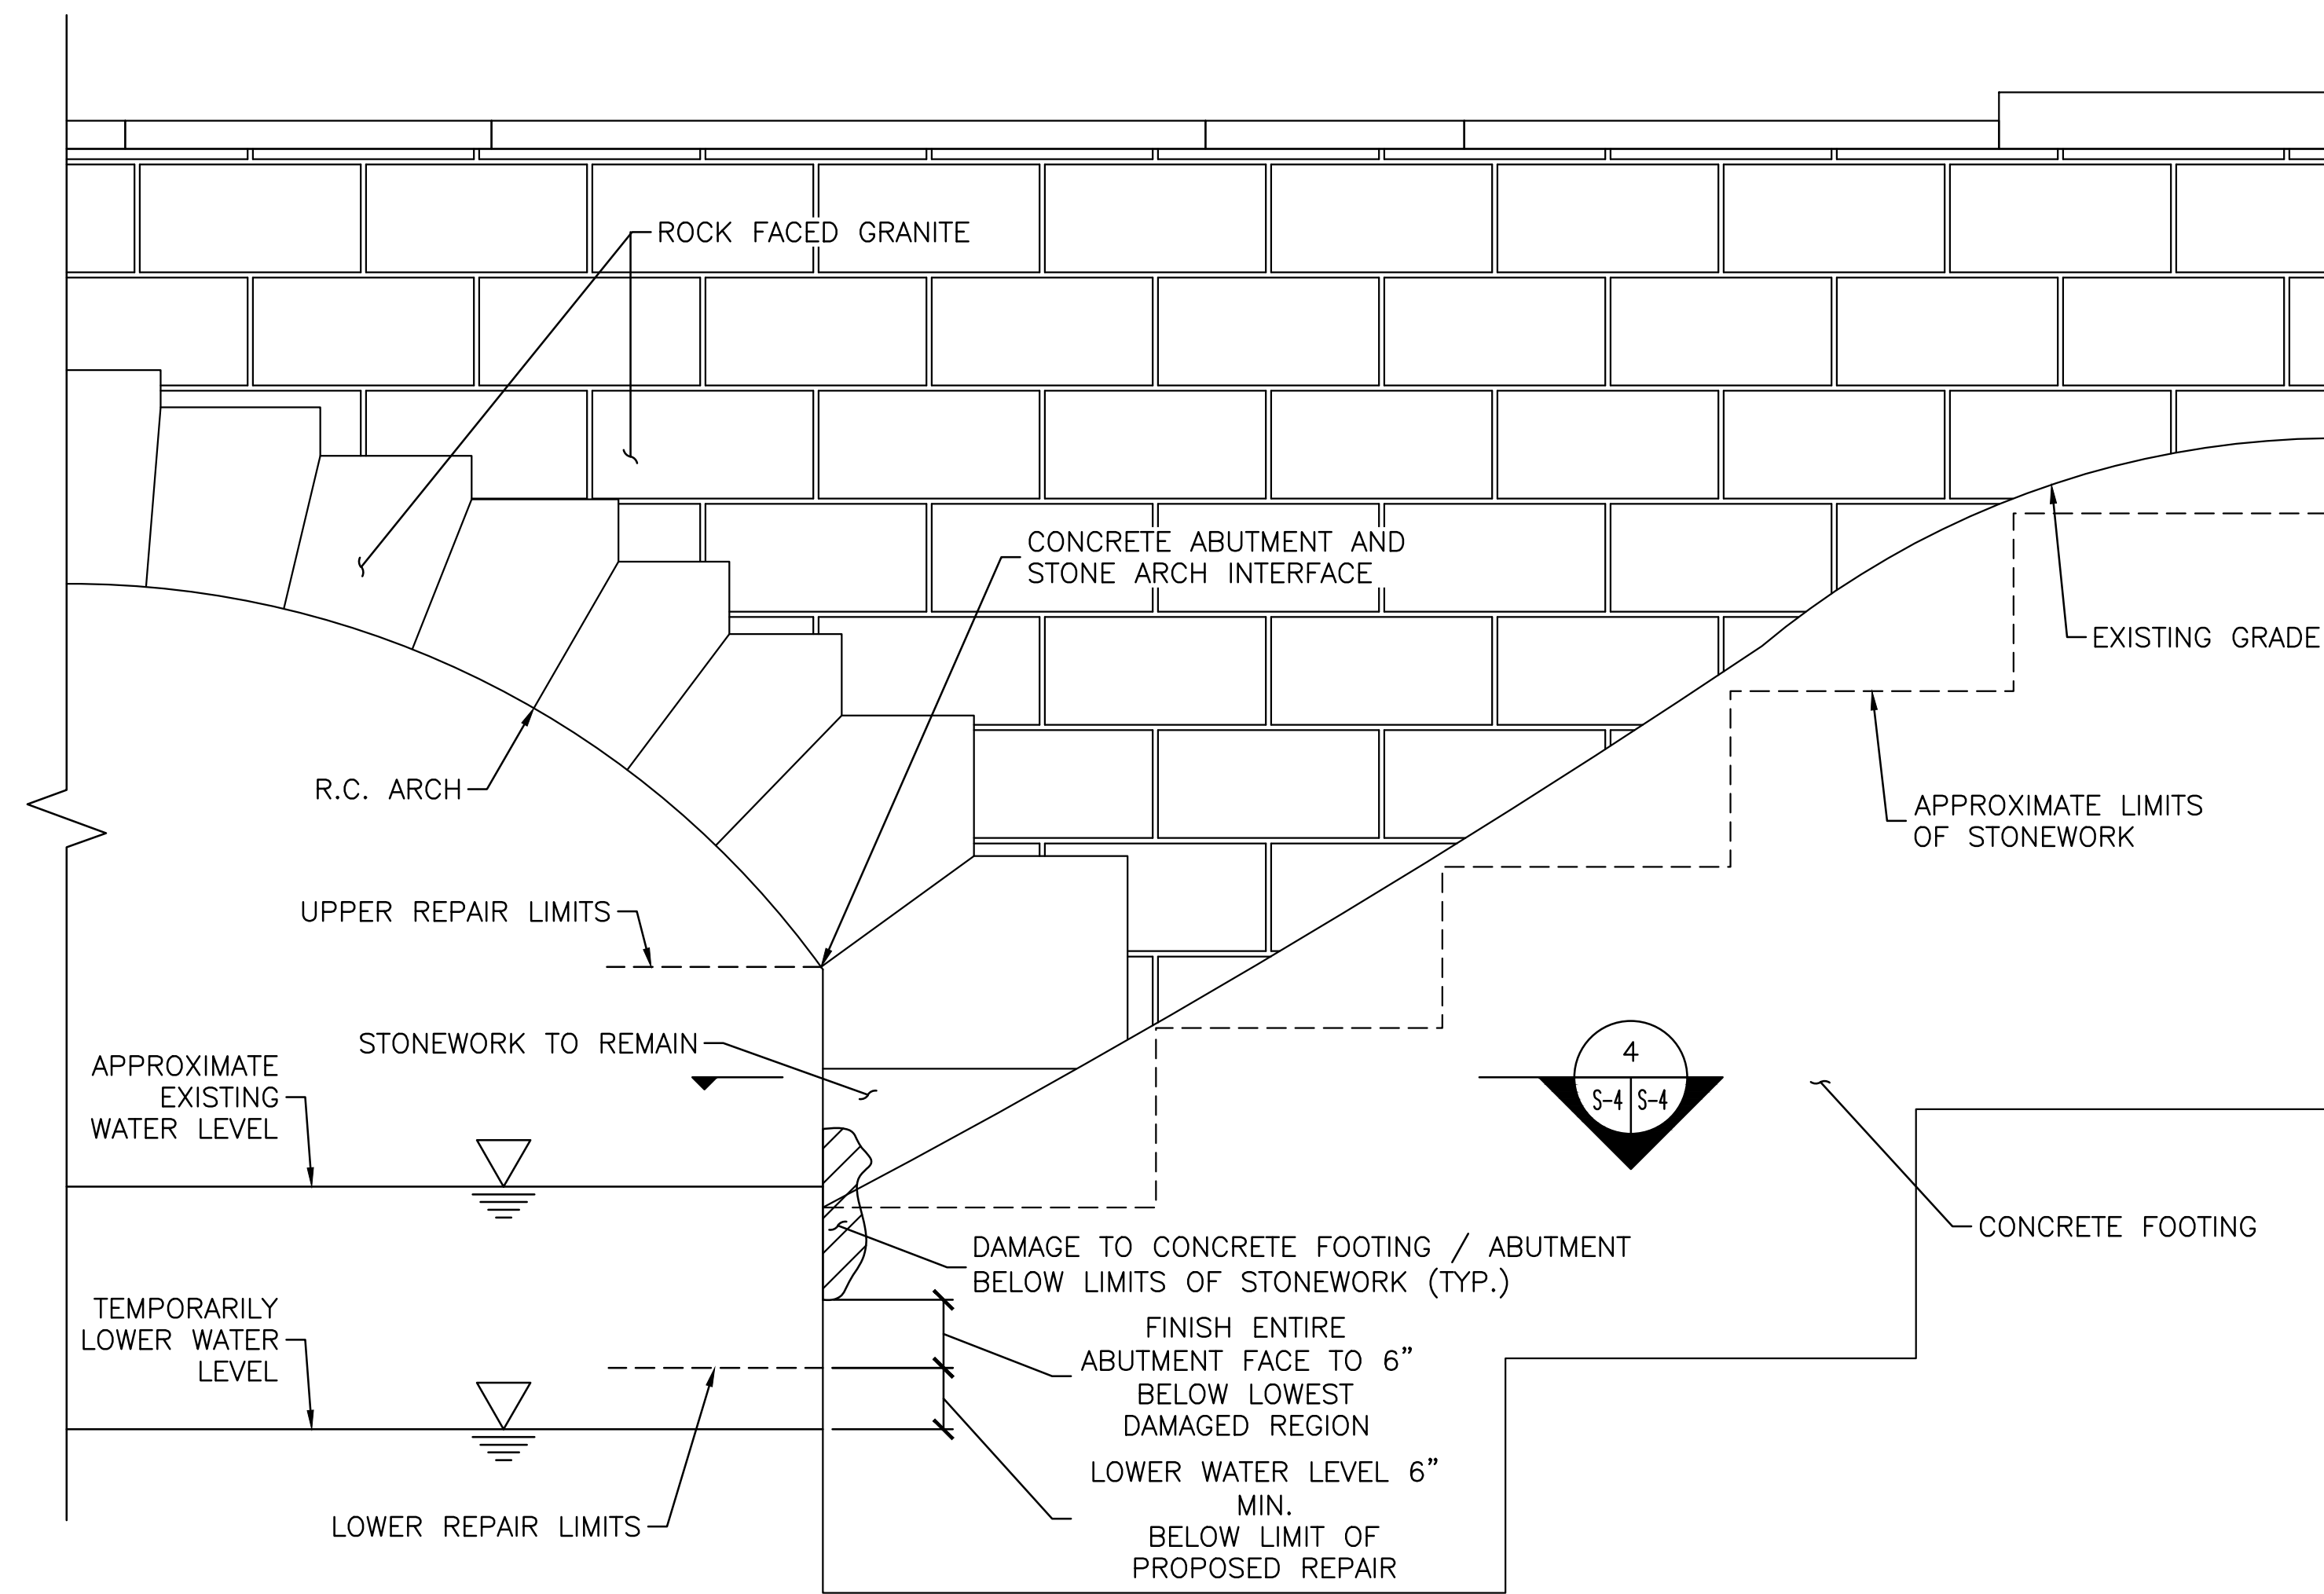 ROCK FACED GRANITE
CONCRETE ABUTMENT AND
STONE ARCH INTERFACE
EXISTING GRADE
R.C. ARCH
APPROXIMATE LIMITS
OF STONEWORK
UPPER REPAIR LIMITS
STONEWORK TO REMAIN
APPROXIMATE
EXISTING
WATER LEVEL
4
S-4 S-4
CONCRETE FOOTING
DAMAGE TO CONCRETE FOOTING / ABUTMENT
BELOW LIMITS OF STONEWORK (TYP.)
TEMPORARILY
LOWER WATER
LEVEL
FINISH ENTIRE
ABUTMENT FACE TO 6”
BELOW LOWEST
DAMAGED REGION
LOWER WATER LEVEL 6”
MIN.
BELOW LIMIT OF
PROPOSED REPAIR
LOWER REPAIR LIMITS